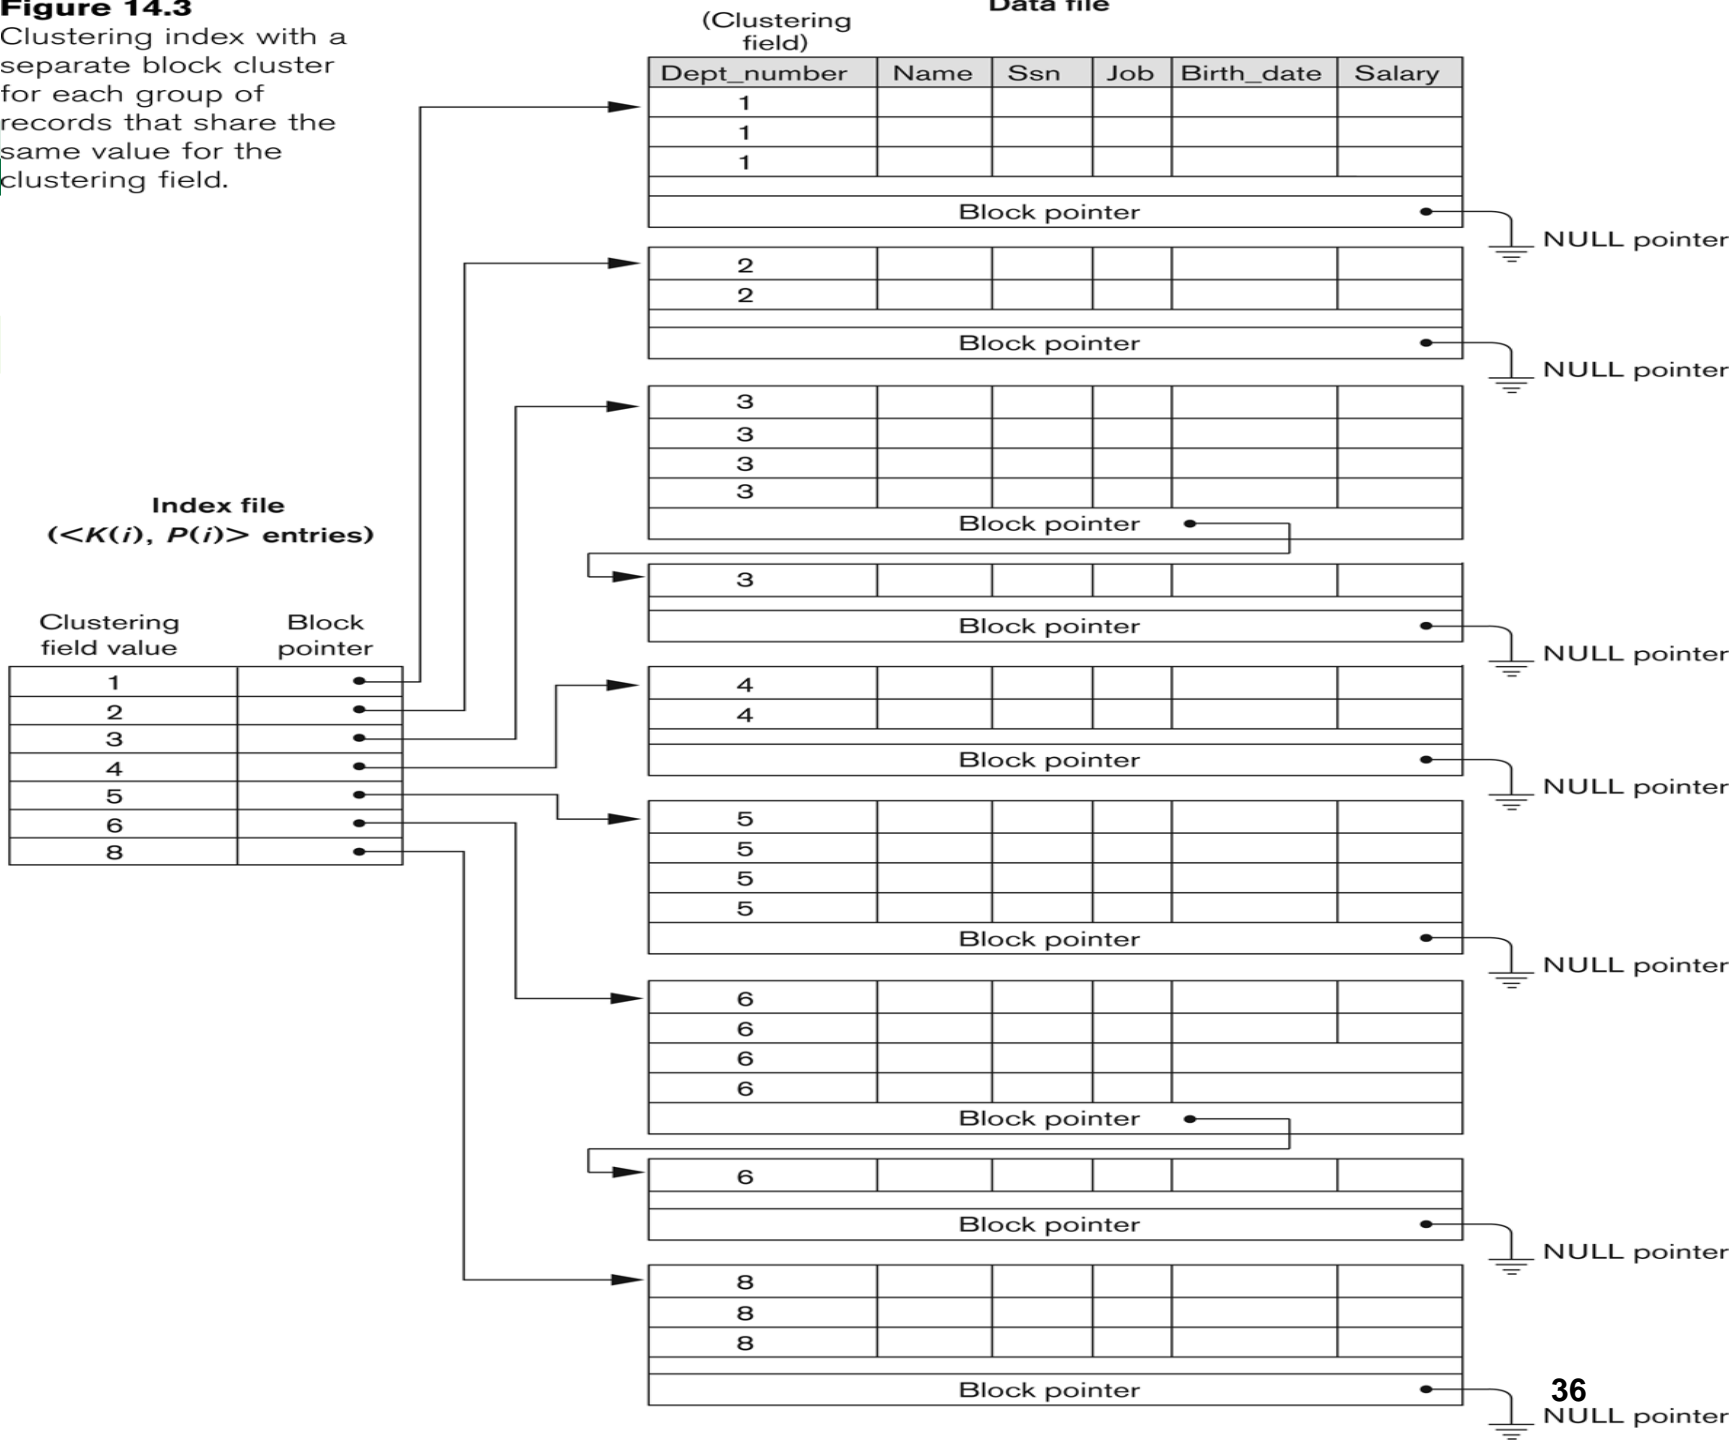 Figure 14.3
Clustering index with a
separate block cluster
for each group of
records that share the
same value for the
clustering field.
Data file
(Clustering
field)
Dept_number Name Ssn Job Birth_date Salary
1
1
1
Block pointer
NULL pointer
2
2
Block pointer
NULL pointer
3
3
3
3
Block pointer
3
Block pointer
NULL pointer
4
4
Block pointer
NULL pointer
5
5
5
5
Block pointer
NULL pointer
6
6
6
6
Block pointer
6
Block pointer
NULL pointer
8
8
8
Block pointer
NULL pointer
Index file
(<K(i), P(i)> entries)
Clustering
field value
Block
pointer
1
2
3
4
5
6
8
36